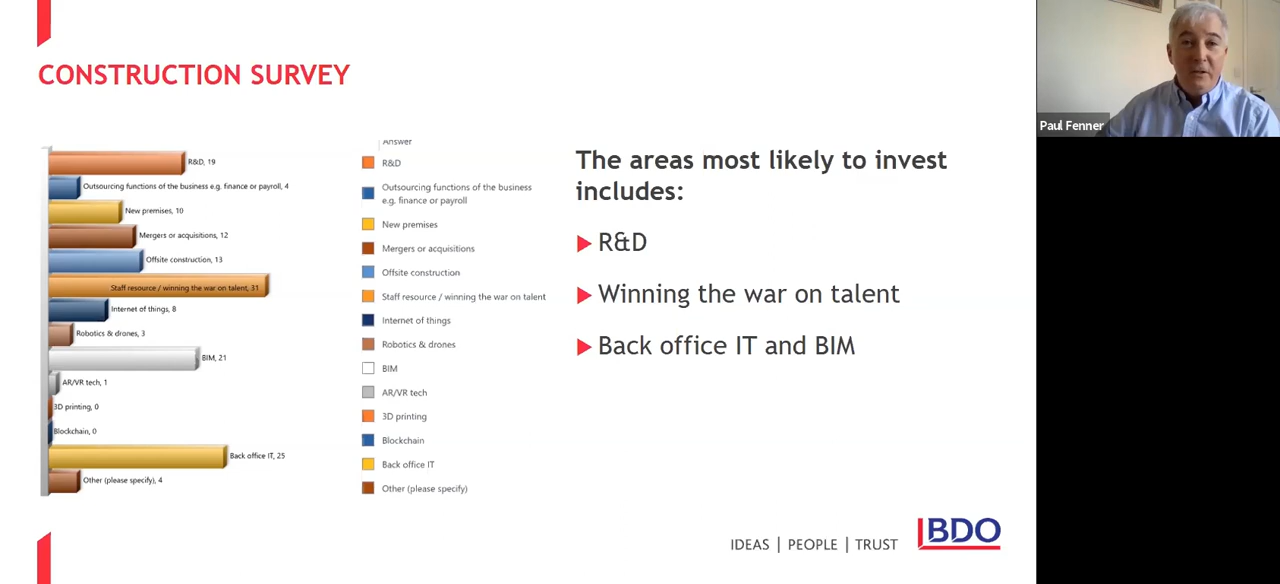 CONSTRUCTION SURVEY
Paul Fenner
R&D, 19
Outsourcing functions of the business e.g. finance or payroll, 4
New premises, 10
Mergers or acquisitions, 12
Offsite construction, 13
Staff resource / winning the war on talent, 31
Internet of things, 8
Robotics & drones, 3
BIM, 21
AR/VR tech, 1
3D printing, 0
Blockchain, 0
Back office IT, 25
Other (please specify), 4
Answer
R&D
Outsourcing functions of the business
e.g. finance or payroll
New premises
Mergers or acquisitions
Offsite construction
Staff resource / winning the war on talent
Internet of things
Robotics & drones
BIM
AR/VR tech
3D printing
Blockchain
Back office IT
Other (please specify)
The areas most likely to invest
includes:
R&D
Winning the war on talent
Back office IT and BIM
IDEAS | PEOPLE | TRUST
BDO